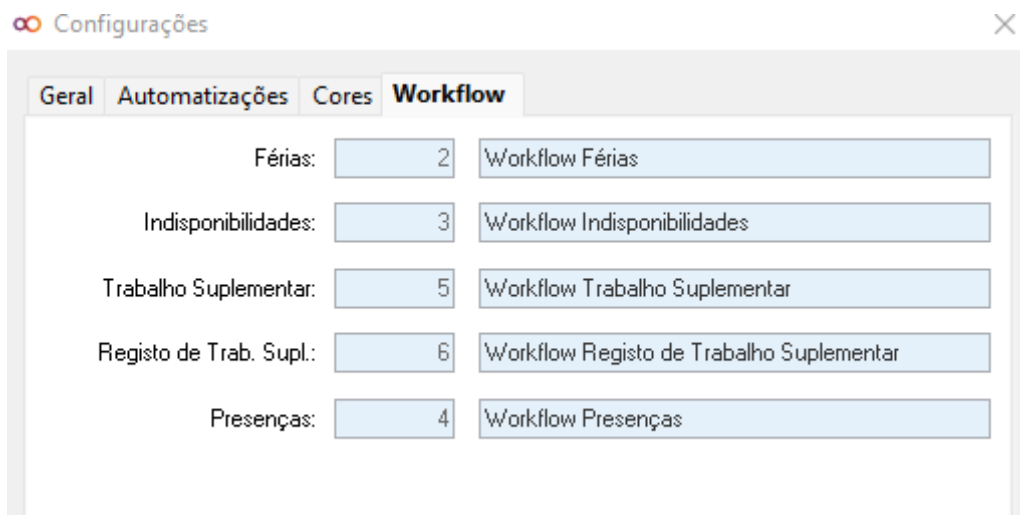 Configurações
Geral Automatizações Cores Workflow
Férias: 2 Workflow Férias
Indisponibilidades: 3 Workflow Indisponibilidades
Trabalho Suplementar: 5 Workflow Trabalho Suplementar
Registo de Trab. Supl.: 6 Workflow Registo de Trabalho Suplementar
Presenças: 4 Workflow Presenças